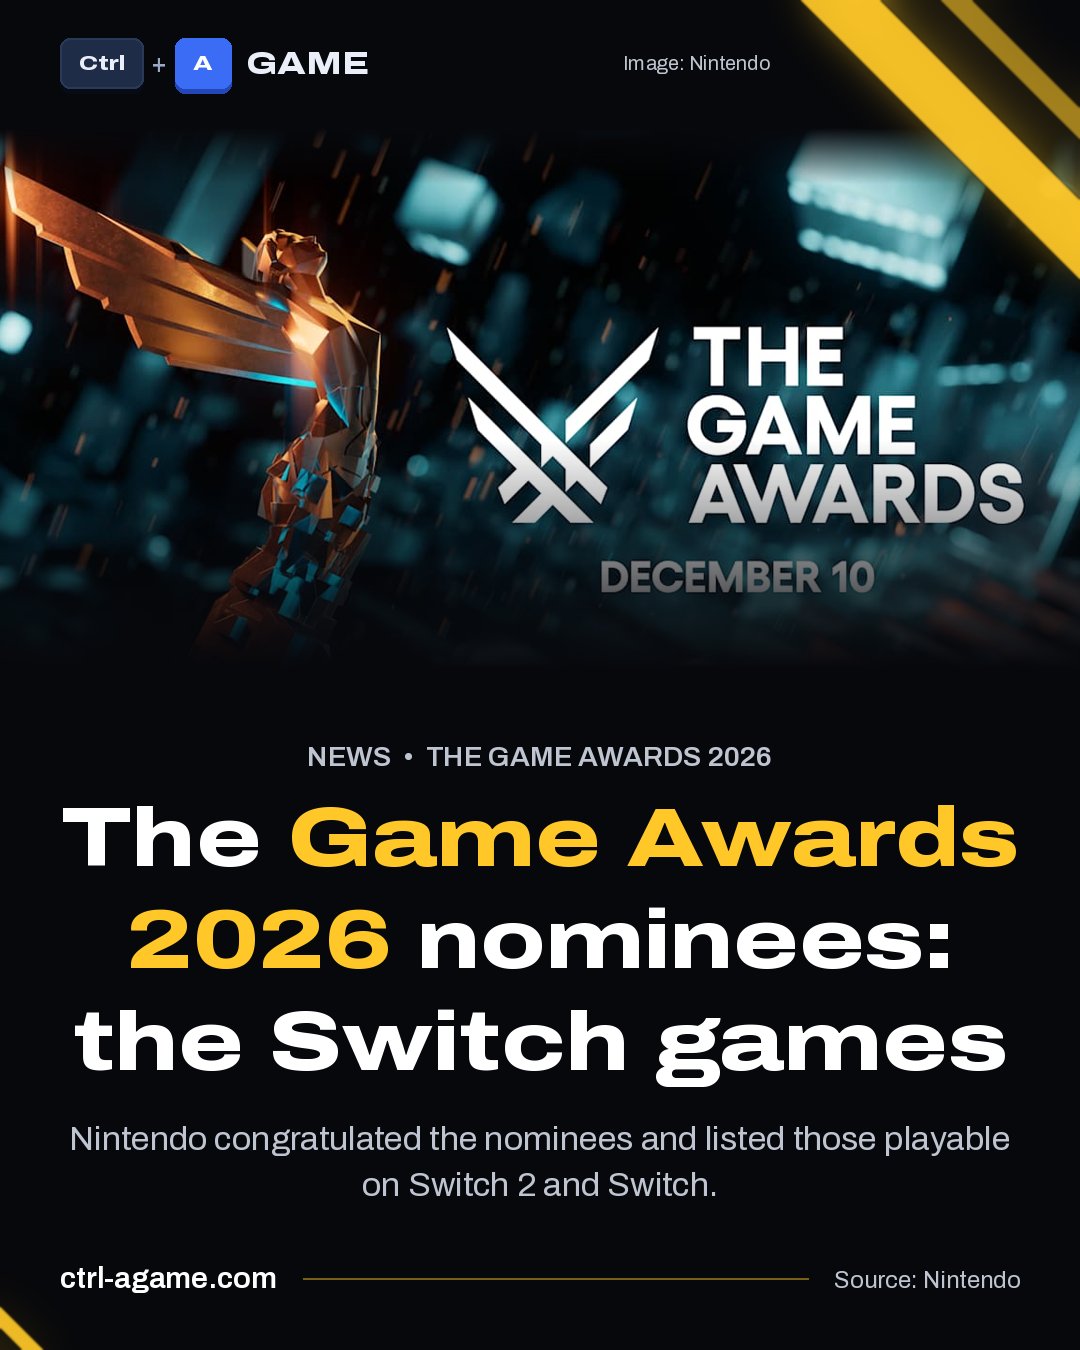 Ctrl + A GAME
Image: Nintendo
THE
GAME
AWARDS
DECEMBER 10
NEWS • THE GAME AWARDS 2026
The Game Awards
2026 nominees:
the Switch games
Nintendo congratulated the nominees and listed those playable
on Switch 2 and Switch.
ctrl-agame.com
Source: Nintendo